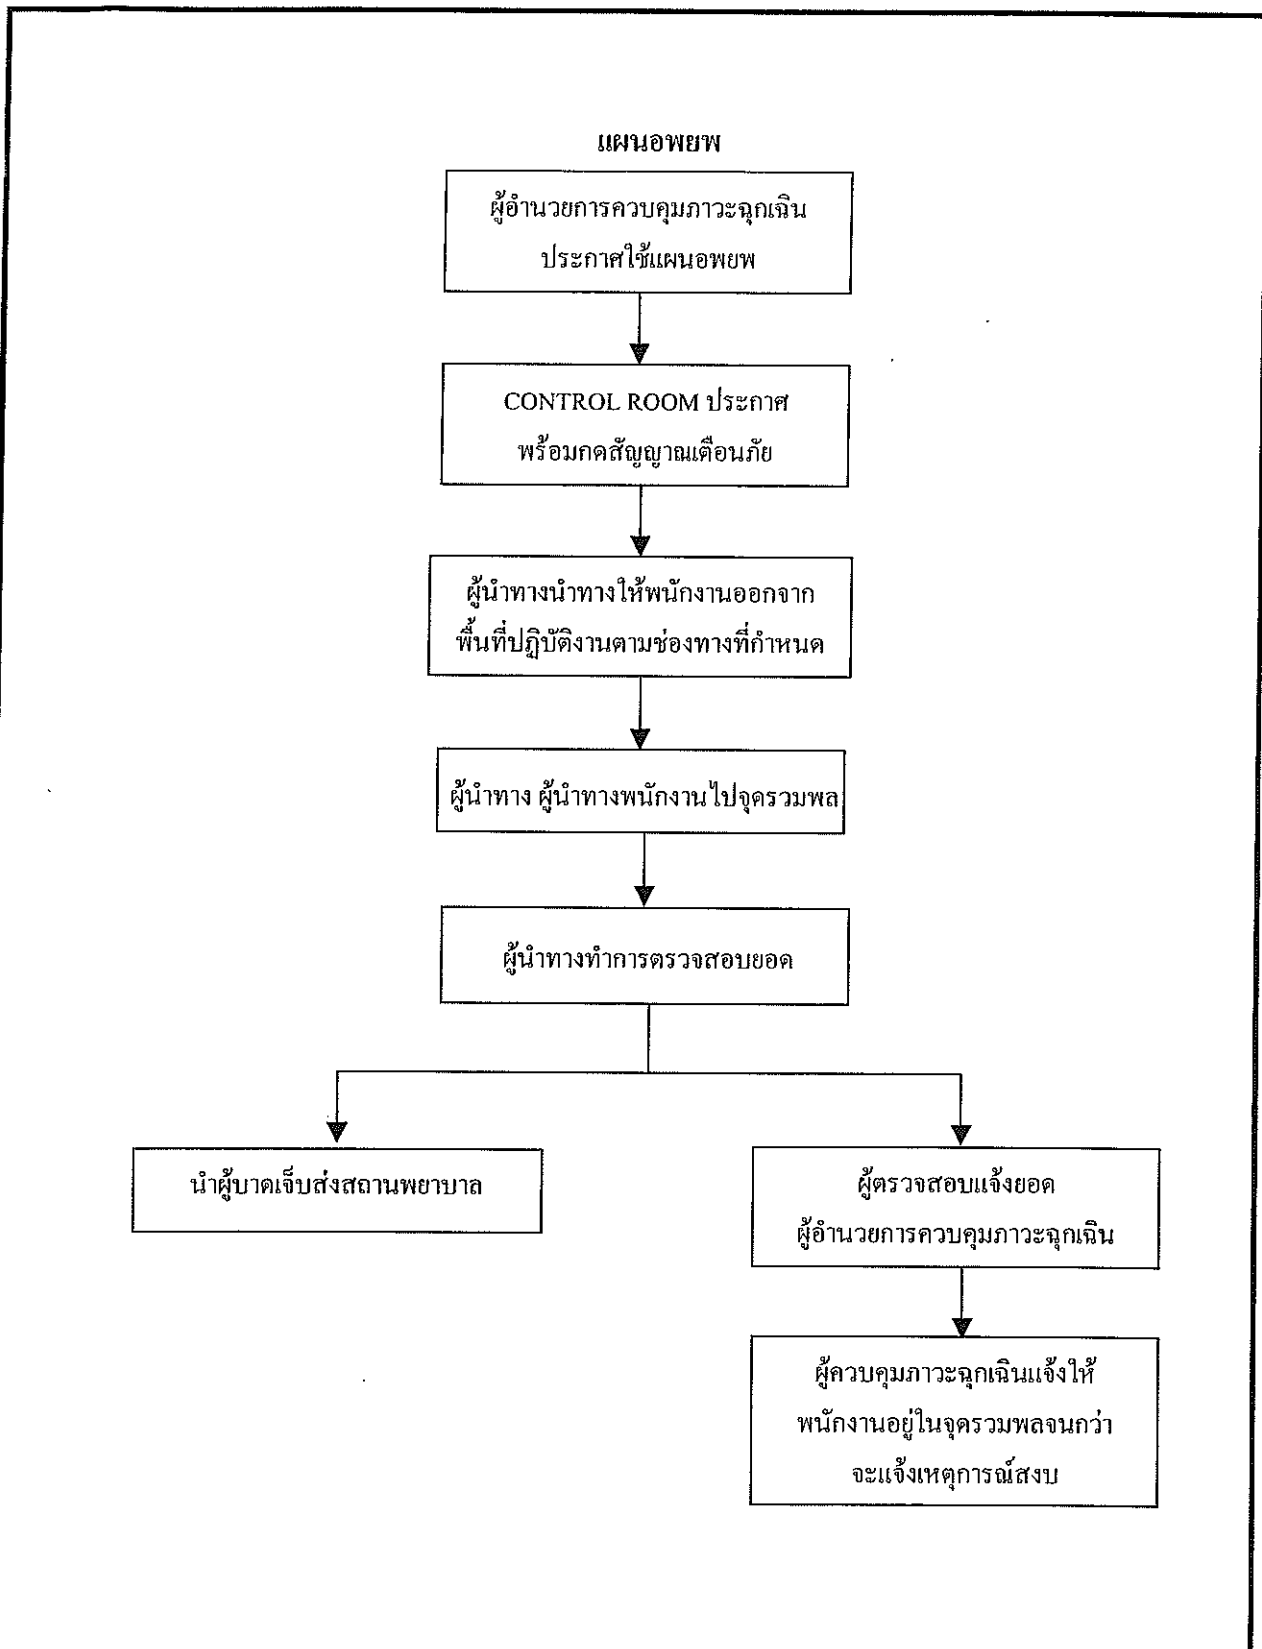 แผนอพยพ
ผู้อำนวยการควบคุมภาวะฉุกเฉิน
ประกาศใช้แผนอพยพ
CONTROL ROOM ประกาศ
พร้อมกดสัญญาณเตือนภัย
ผู้นำทางนำทางให้พนักงานออกจาก
พื้นที่ปฏิบัติงานตามช่องทางที่กำหนด
ผู้นำทาง ผู้นำทางพนักงานไปจุดรวมพล
ผู้นำทางทำการตรวจสอบยอด
นำผู้บาดเจ็บส่งสถานพยาบาล
ผู้ตรวจสอบแจ้งยอด
ผู้อำนวยการควบคุมภาวะฉุกเฉิน
ผู้ควบคุมภาวะฉุกเฉินแจ้งให้
พนักงานอยู่ในจุดรวมพลจนกว่า
จะแจ้งเหตุการณ์สงบ